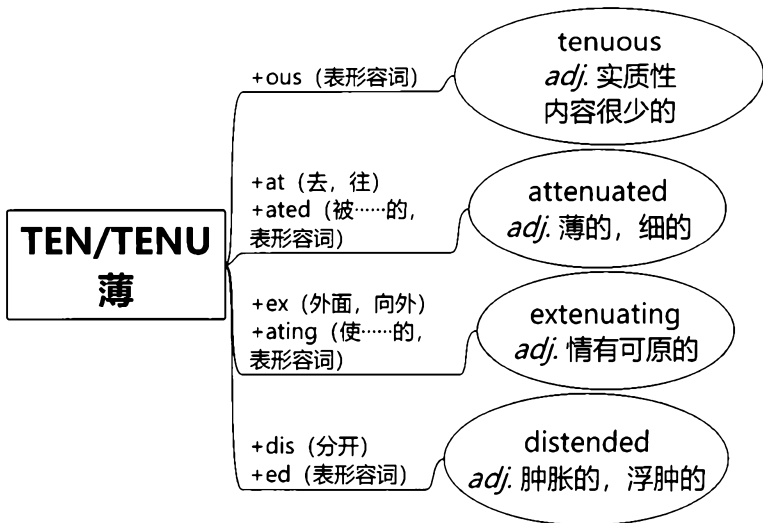 TEN/TENU
薄
+ous（表形容词）
tenuous
adj. 实质性
内容很少的
+at（去，往）
+ated（被……的，
表形容词）
attenuated
adj. 薄的，细的
+ex（外面，向外）
+ating（使……的，
表形容词）
extenuating
adj. 情有可原的
+dis（分开）
+ed（表形容词）
distended
adj. 肿胀的，浮肿的